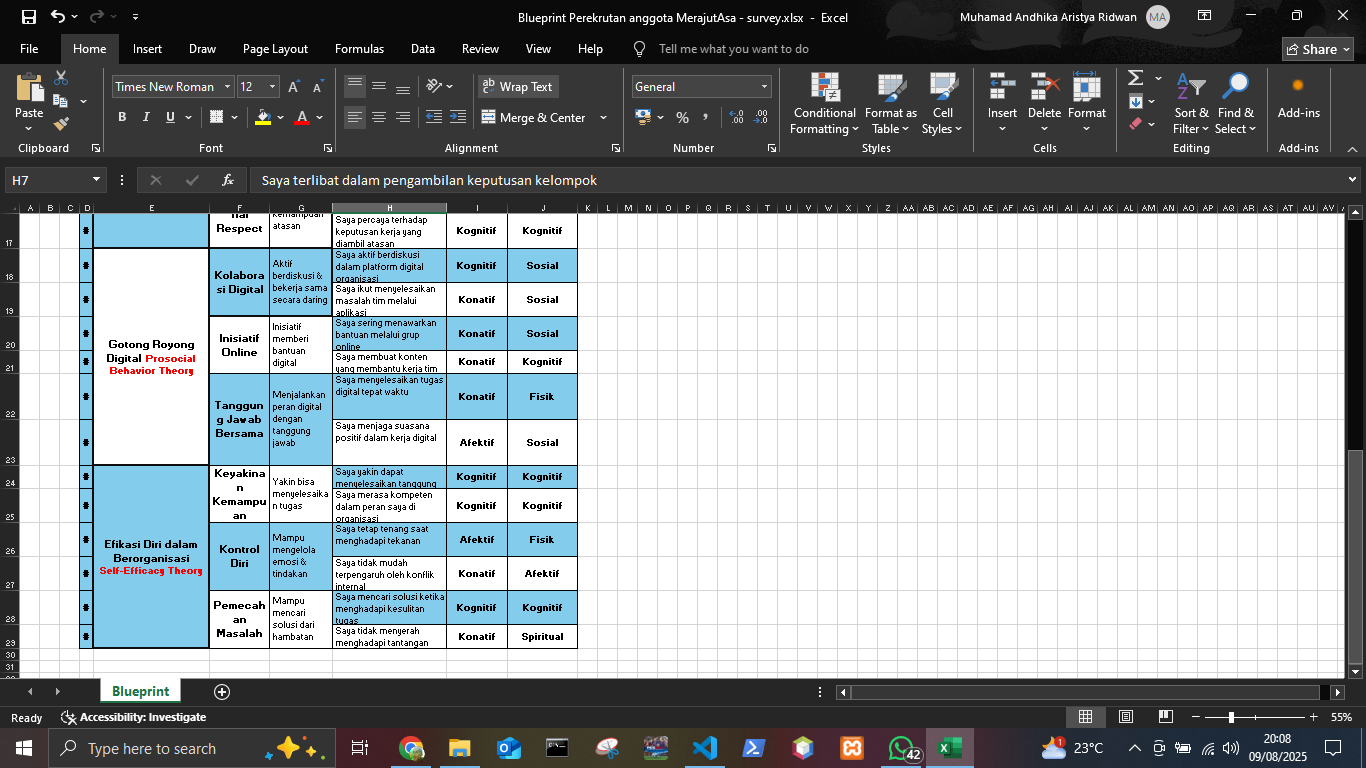 Blueprint Perekrutan anggota MerajutAsa - survey.xlsx - Excel
Muhamad Andhika Aristya Ridwan MA
File Home Insert Draw Page Layout Formulas Data Review View Help Tell me what you want to do Share
Paste
Clipboard
Times New Roman 12
B I U
Font
Wrap Text
Merge & Center
Alignment
General
Number
Conditional Formatting
Format as Table
Cell Styles
Styles
Insert Delete Format
Cells
Sort & Filter
Find & Select
Editing
Add-ins
Add-ins
H7 fx Saya terlibat dalam pengambilan keputusan kelompok
A B C D E F G H I J K L M N O P Q R S T U V W X Y Z AA AB AC AD AE AF AG AH AI AJ AK AL AM AN AO AP AQ AR AS AT AU AV
17 # Respect
kemampuan atasan
Saya percaya terhadap
keputusan kerja yang
diambil atasan
Kognitif Kognitif
Gotong Royong
Digital Prosocial
Behavior Theory
Kolabora
si Digital
Aktif
berdiskusi &
bekerja sama
secara daring
18 # Saya aktif berdiskusi
dalam platform digital
organisasi
Kognitif Sosial
19 # Saya ikut menyelesaikan
masalah tim melalui
aplikasi
Konatif Sosial
Inisiatif
Online
Inisiatif
memberi
bantuan
digital
20 # Saya sering menawarkan
bantuan melalui grup
online
Konatif Sosial
21 # Saya membuat konten
yang membantu kerja tim
Konatif Kognitif
Tanggun
g Jawab
Bersama
Menjalankan
peran digital
dengan
tanggung
jawab
22 # Saya menyelesaikan tugas
digital tepat waktu
Konatif Fisik
23 # Saya menjaga suasana
positif dalam kerja digital
Afektif Sosial
Efikasi Diri dalam
Berorganisasi
Self-Efficacy Theory
Keyakina
n
Kemampu
an
Yakin bisa
menyelesaika
n tugas
24 # Saya yakin dapat
menyelesaikan tanggung
Kognitif Kognitif
25 # Saya merasa kompeten
dalam peran saya di
organisasi
Kognitif Kognitif
Kontrol
Diri
Mampu
mengelola
emosi &
tindakan
26 # Saya tetap tenang saat
menghadapi tekanan
Afektif Fisik
27 # Saya tidak mudah
terpengaruh oleh konflik
internal
Konatif Afektif
Pemecah
an
Masalah
Mampu
mencari
solusi dari
hambatan
28 # Saya mencari solusi ketika
menghadapi kesulitan
tugas
Kognitif Kognitif
29 # Saya tidak menyerah
menghadapi tantangan
Konatif Spiritual
30
31
Blueprint
Ready Accessibility: Investigate 55%
Type here to search 42 1 23°C 20:08
09/08/2025